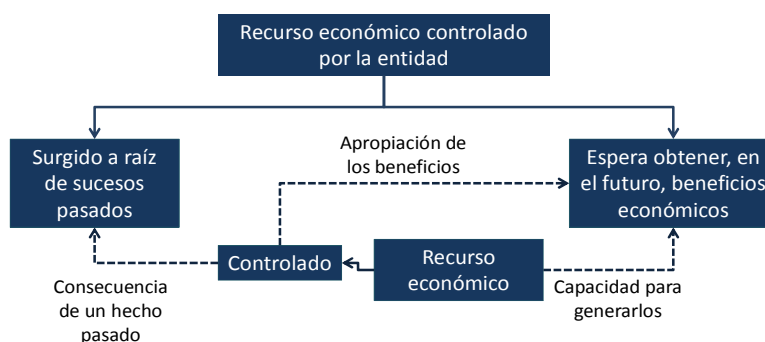 Recurso económico controlado
por la entidad
Surgido a raíz
de sucesos
pasados
Apropiación de
los beneficios
Espera obtener, en
el futuro, beneficios
económicos
Controlado
Recurso
económico
Consecuencia
de un hecho
pasado
Capacidad para
generarlos